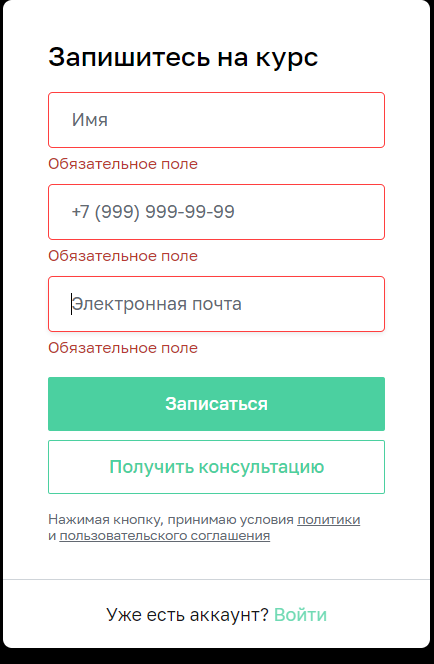 Запишитесь на курс
Имя
Обязательное поле
+7 (999) 999-99-99
Обязательное поле
Электронная почта
Обязательное поле
Записаться
Получить консультацию
Нажимая кнопку, принимаю условия политики
и пользовательского соглашения
Уже есть аккаунт? Войти